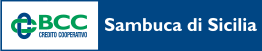 BCC
CREDITO COOPERATIVO
Sambuca di Sicilia